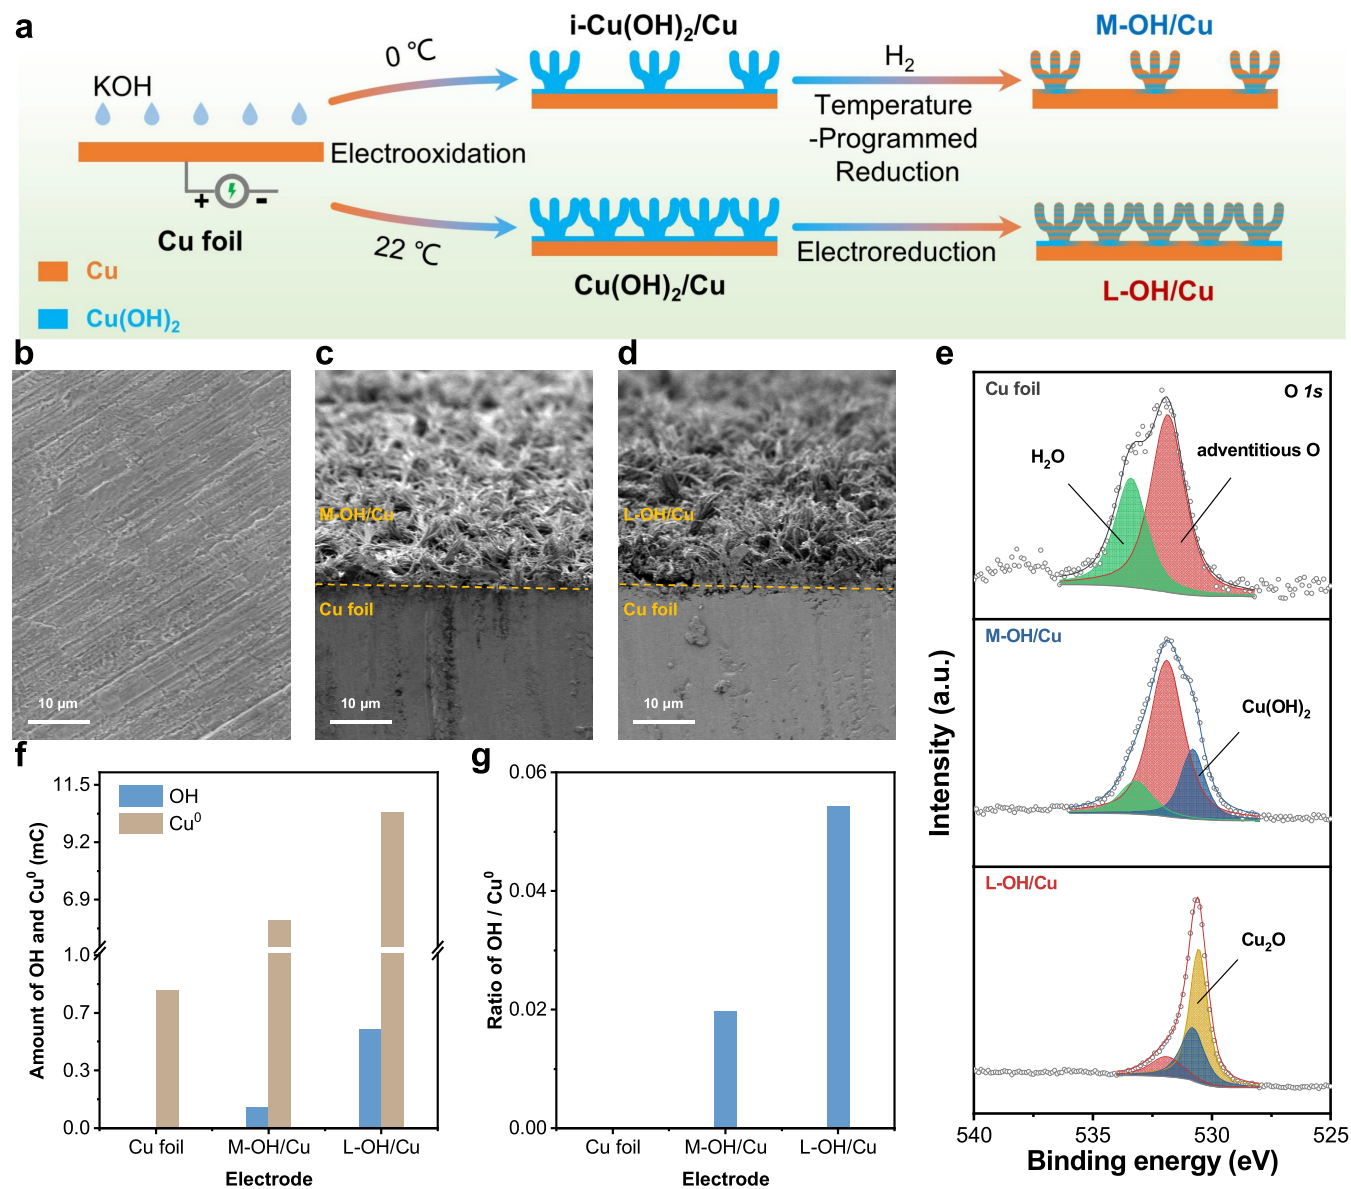 a
KOH
Cu foil
Cu
Cu(OH)2
0 ℃
Electrooxidation
22 ℃
i-Cu(OH)2/Cu
Cu(OH)2/Cu
H2
Temperature
-Programmed
Reduction
Electroreduction
M-OH/Cu
L-OH/Cu
b
10 µm
c
M-OH/Cu
Cu foil
10 µm
d
L-OH/Cu
Cu foil
10 µm
e
Cu foil
O 1s
H2O
adventitious O
M-OH/Cu
Cu(OH)2
L-OH/Cu
Cu2O
Intensity (a.u.)
540
535
530
525
Binding energy (eV)
f
OH
Cu0
Amount of OH and Cu0 (mC)
11.5
9.2
6.9
1.0
0.7
0.3
0.0
Cu foil
M-OH/Cu
L-OH/Cu
Electrode
g
Ratio of OH / Cu0
0.06
0.04
0.02
0.00
Cu foil
M-OH/Cu
L-OH/Cu
Electrode